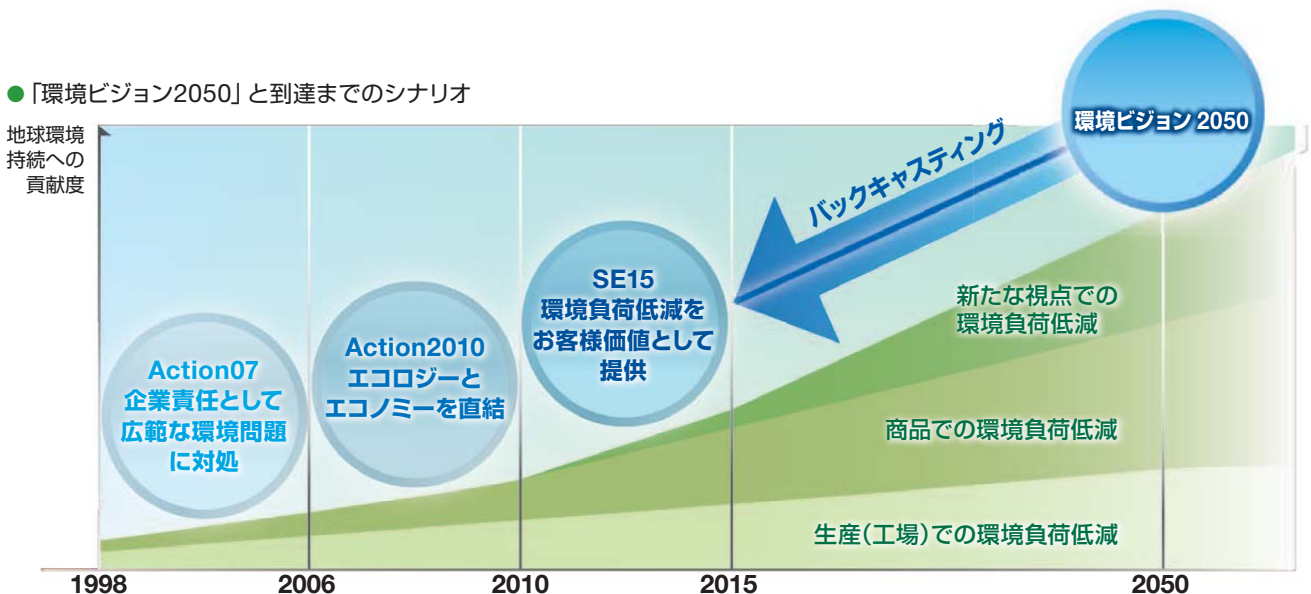 ●「環境ビジョン2050」と到達までのシナリオ
地球環境
持続への
貢献度
環境ビジョン 2050
バックキャスティング
SE15
環境負荷低減を
お客様価値として
提供
Action2010
エコロジーと
エコノミーを直結
Action07
企業責任として
広範な環境問題
に対処
新たな視点での
環境負荷低減
商品での環境負荷低減
生産(工場)での環境負荷低減
1998
2006
2010
2015
2050